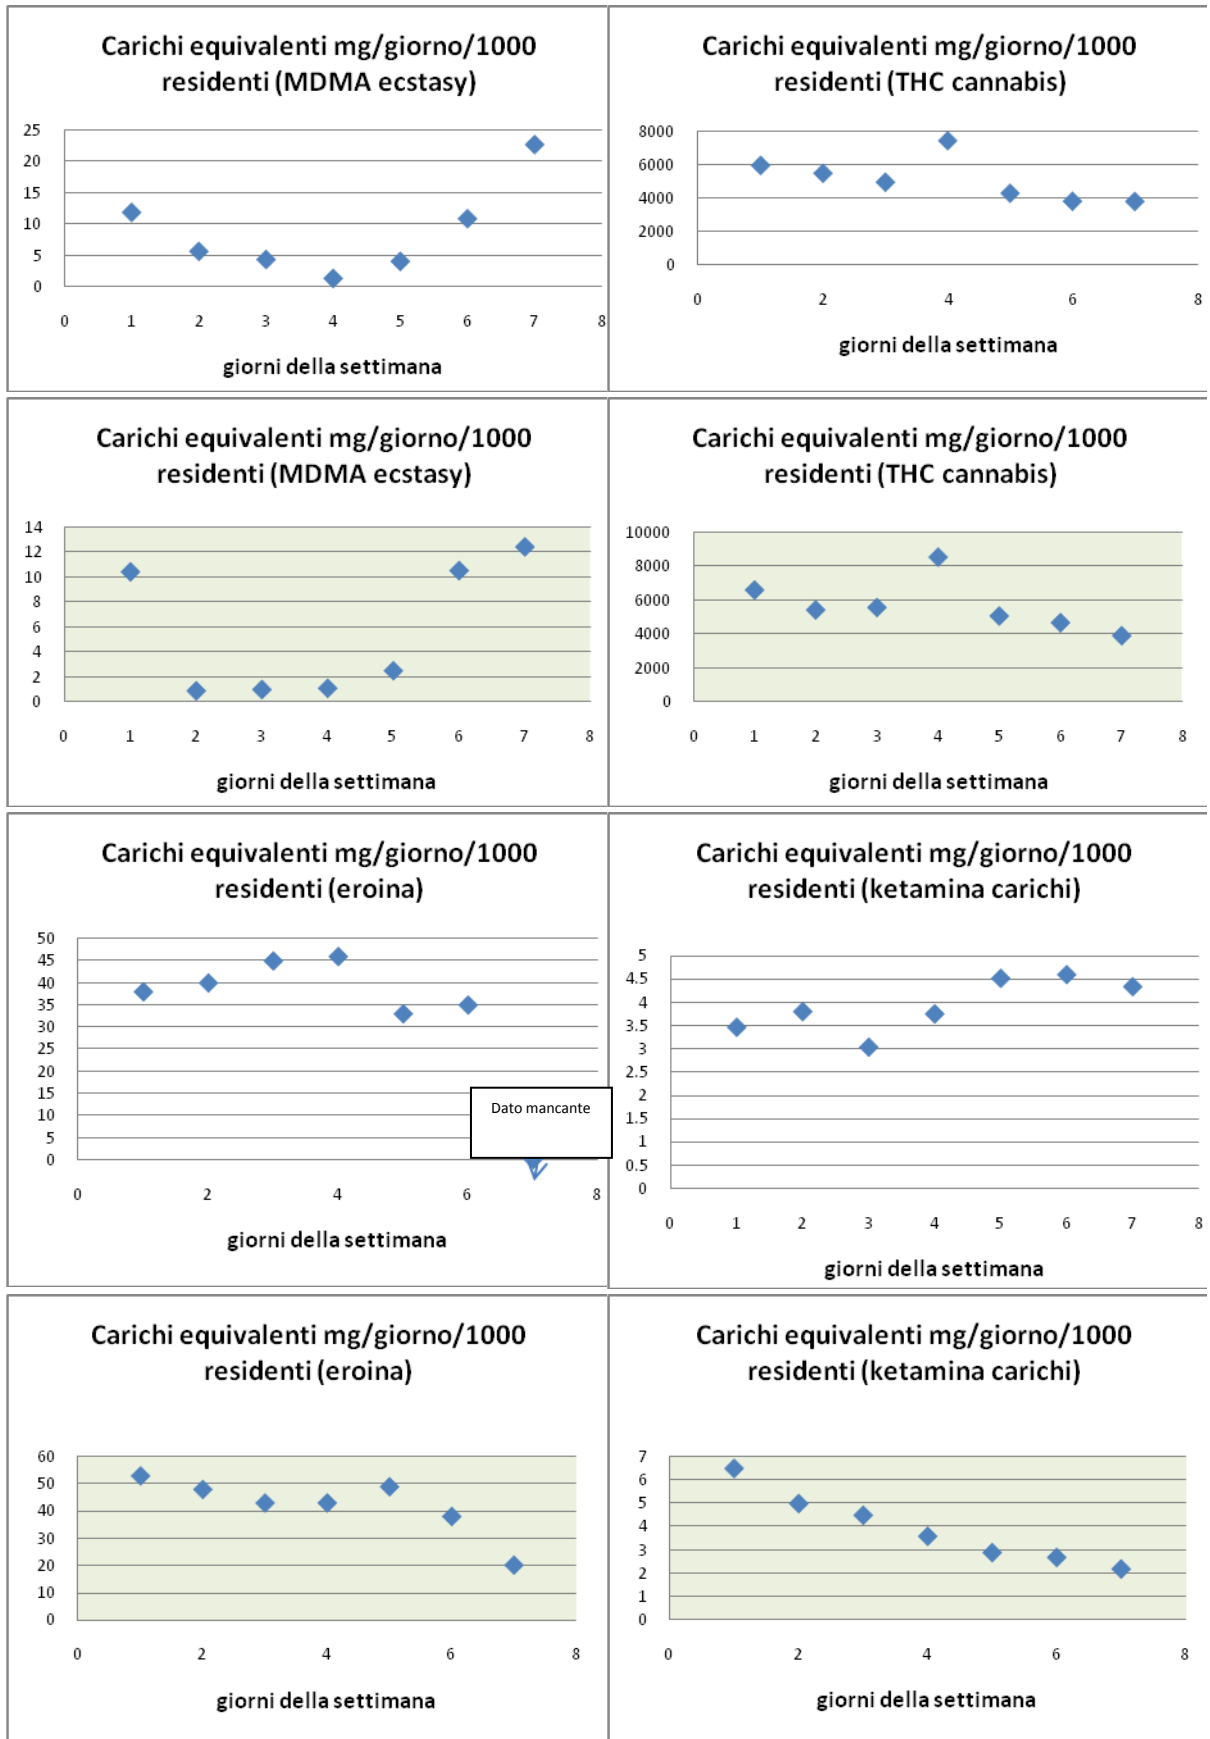 Carichi equivalenti mg/giorno/1000
residenti (MDMA ecstasy)
25
20
15
10
5
0
0 1 2 3 4 5 6 7 8
giorni della settimana
Carichi equivalenti mg/giorno/1000
residenti (THC cannabis)
8000
6000
4000
2000
0
0 2 4 6 8
giorni della settimana
Carichi equivalenti mg/giorno/1000
residenti (MDMA ecstasy)
14
12
10
8
6
4
2
0
0 1 2 3 4 5 6 7 8
giorni della settimana
Carichi equivalenti mg/giorno/1000
residenti (THC cannabis)
10000
8000
6000
4000
2000
0
0 1 2 3 4 5 6 7 8
giorni della settimana
Carichi equivalenti mg/giorno/1000
residenti (eroina)
50
45
40
35
30
25
20
15
10
5
0
Dato mancante
0 2 4 6 8
giorni della settimana
Carichi equivalenti mg/giorno/1000
residenti (ketamina carichi)
5
4.5
4
3.5
3
2.5
2
1.5
1
0.5
0
0 1 2 3 4 5 6 7 8
giorni della settimana
Carichi equivalenti mg/giorno/1000
residenti (eroina)
60
50
40
30
20
10
0
0 2 4 6 8
giorni della settimana
Carichi equivalenti mg/giorno/1000
residenti (ketamina carichi)
7
6
5
4
3
2
1
0
0 2 4 6 8
giorni della settimana